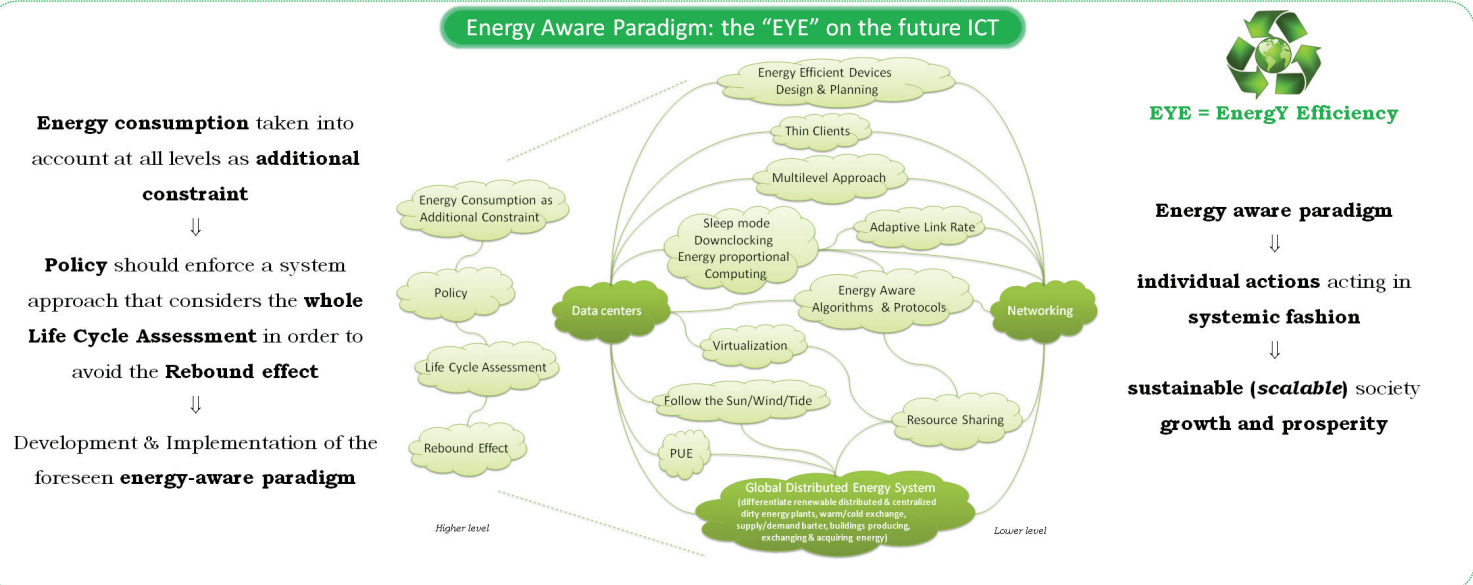 Energy Aware Paradigm: the “EYE” on the future ICT
Energy consumption taken into
account at all levels as additional
constraint
⇓
Policy should enforce a system
approach that considers the whole
Life Cycle Assessment in order to
avoid the Rebound effect
⇓
Development & Implementation of the
foreseen energy-aware paradigm
Energy Consumption as
Additional Constraint
Policy
Life Cycle Assessment
Rebound Effect
Higher level
Energy Efficient Devices
Design & Planning
Thin Clients
Multilevel Approach
Sleep mode
Downclocking
Energy proportional
Computing
Adaptive Link Rate
Energy Aware
Algorithms & Protocols
Data centers
Networking
Virtualization
Follow the Sun/Wind/Tide
Resource Sharing
PUE
Global Distributed Energy System
(differentiate renewable distributed & centralized
dirty energy plants, warm/cold exchange,
supply/demand barter, buildings producing,
exchanging & acquiring energy)
Lower level
EYE = EnergY Efficiency
Energy aware paradigm
⇓
individual actions acting in
systemic fashion
⇓
sustainable (scalable) society
growth and prosperity